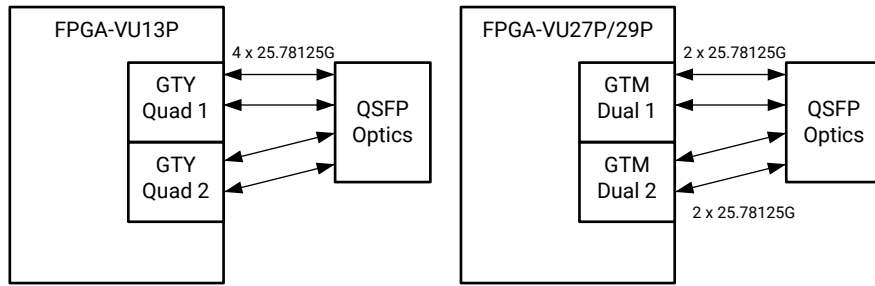 FPGA-VU13P
4 x 25.78125G
GTY
Quad 1
QSFP
Optics
GTY
Quad 2
FPGA-VU27P/29P
2 x 25.78125G
GTM
Dual 1
QSFP
Optics
GTM
Dual 2
2 x 25.78125G